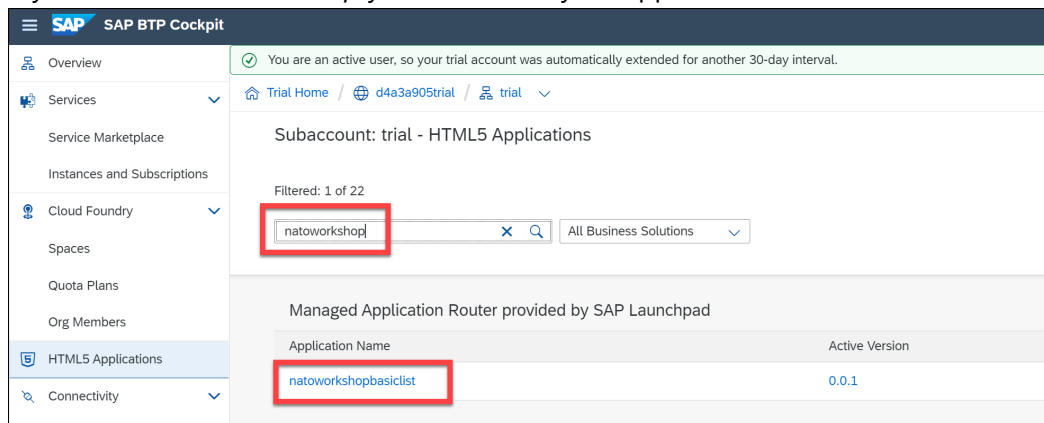 SAP SAP BTP Cockpit
Overview
You are an active user, so your trial account was automatically extended for another 30-day interval.
Services
Trial Home / d4a3a905trial / trial
Service Marketplace
Subaccount: trial - HTML5 Applications
Instances and Subscriptions
Filtered: 1 of 22
Cloud Foundry
natoworkshop
All Business Solutions
Spaces
Quota Plans
Org Members
Managed Application Router provided by SAP Launchpad
Application Name Active Version
HTML5 Applications
natoworkshopbasiclist 0.0.1
Connectivity